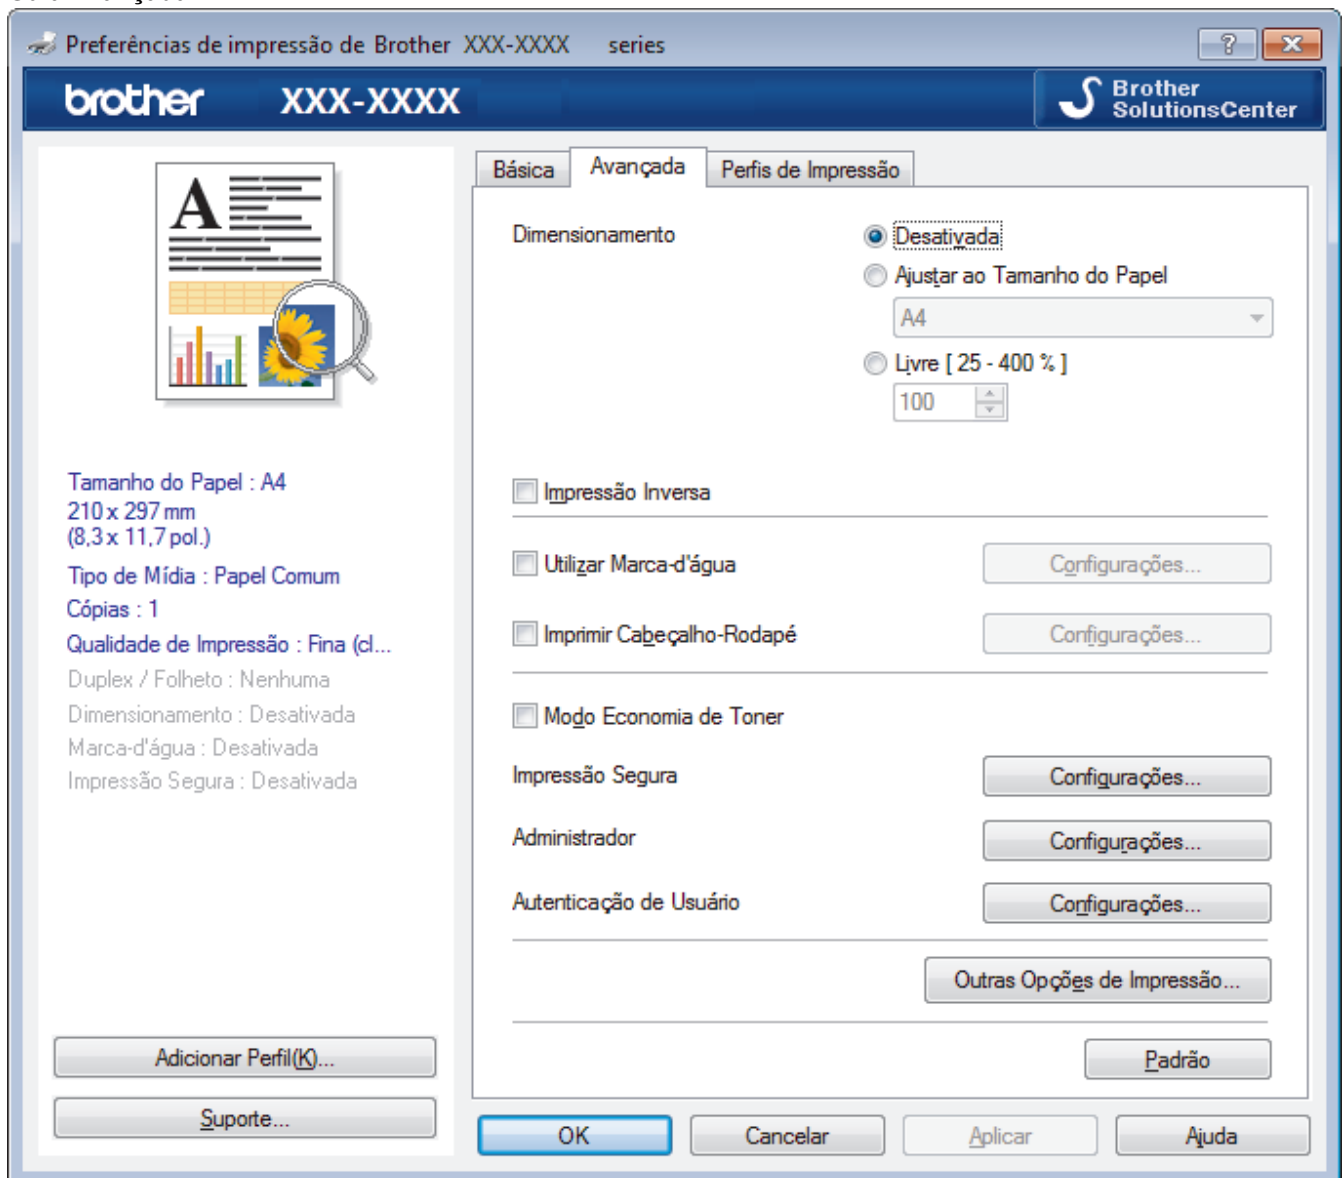 Preferências de impressão de Brother XXX-XXXX series
brother XXX-XXXX
Brother
SolutionsCenter
Básica
Avançada
Perfis de Impressão
A
Dimensionamento
Desativada
Ajustar ao Tamanho do Papel
A4
Livre [ 25 - 400 % ]
100
Impressão Inversa
Utilizar Marca-d'água
Configurações...
Imprimir Cabeçalho-Rodapé
Configurações...
Modo Economia de Toner
Impressão Segura
Configurações...
Administrador
Configurações...
Autenticação de Usuário
Configurações...
Outras Opções de Impressão...
Padrão
Tamanho do Papel : A4
210 x 297 mm
(8,3 x 11,7 pol.)
Tipo de Mídia : Papel Comum
Cópias : 1
Qualidade de Impressão : Fina (cl...
Duplex / Folheto : Nenhuma
Dimensionamento : Desativada
Marca-d'água : Desativada
Impressão Segura : Desativada
Adicionar Perfil(K)...
Suporte...
OK
Cancelar
Aplicar
Ajuda